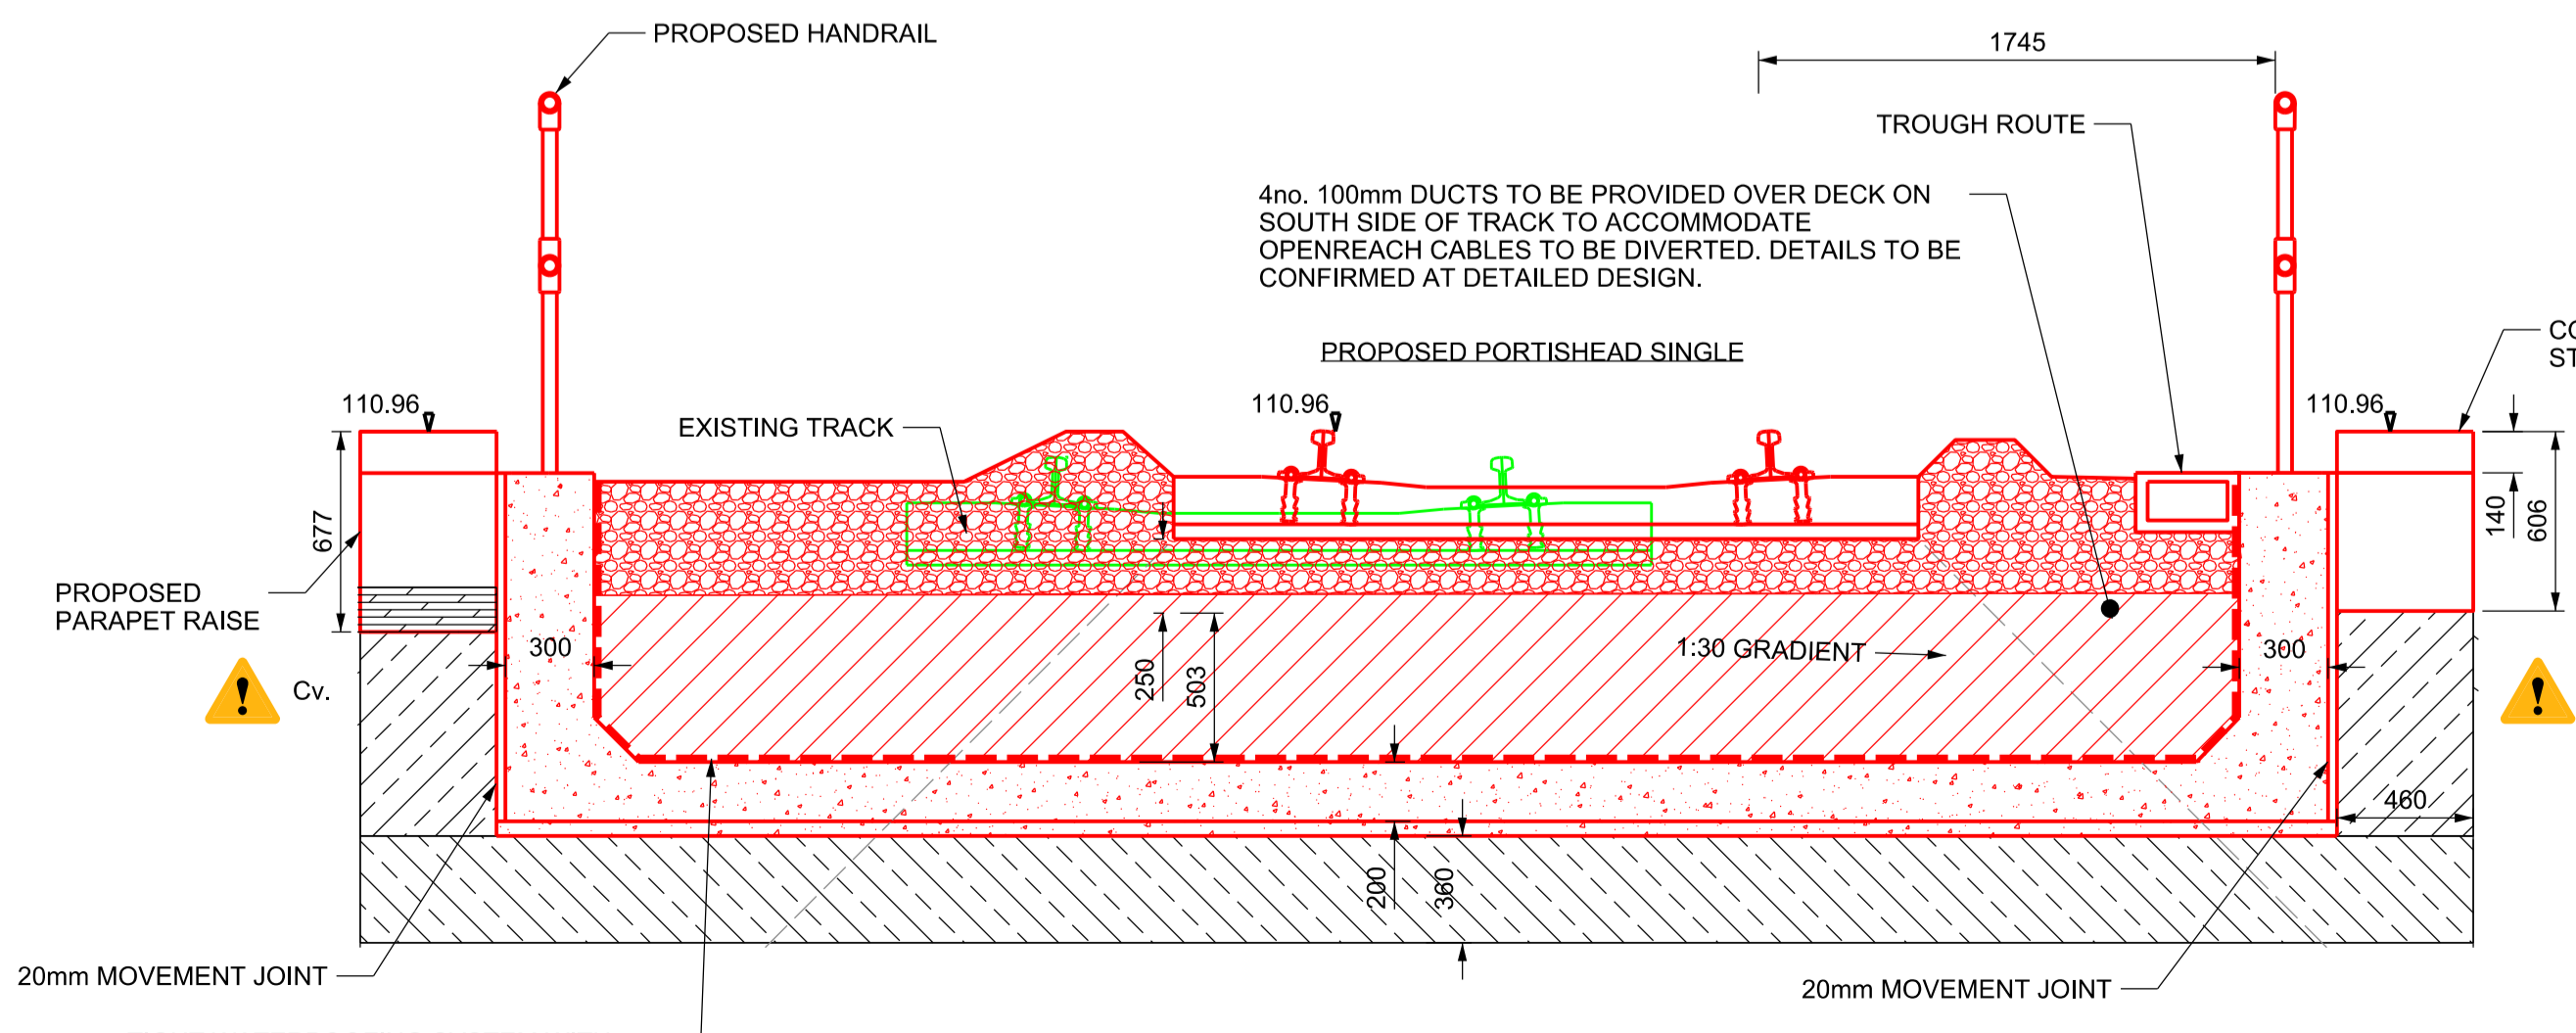 PROPOSED HANDRAIL
1745
TROUGH ROUTE
4no. 100mm DUCTS TO BE PROVIDED OVER DECK ON
SOUTH SIDE OF TRACK TO ACCOMMODATE
OPENREACH CABLES TO BE DIVERTED. DETAILS TO BE
CONFIRMED AT DETAILED DESIGN.
PROPOSED PORTISHEAD SINGLE
110.96
110.96
110.96
EXISTING TRACK
677
140
606
PROPOSED
PARAPET RAISE
300
250
503
1:30 GRADIENT
300
Cv.
460
200
360
20mm MOVEMENT JOINT
20mm MOVEMENT JOINT